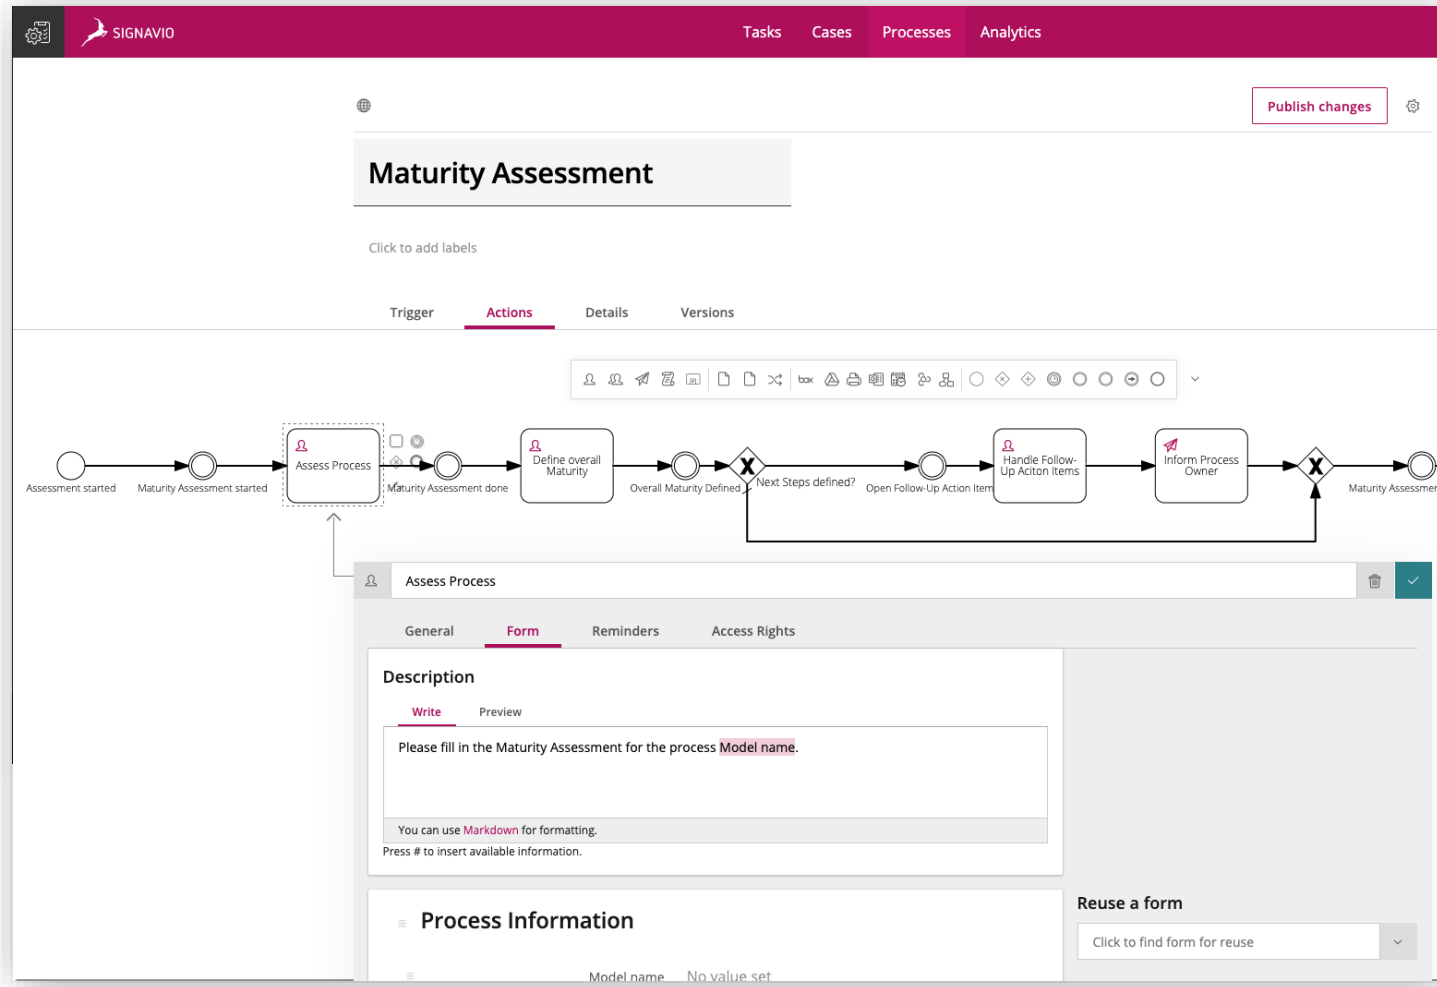 SIGNAVIO
Tasks Cases Processes Analytics
Publish changes
Maturity Assessment
Click to add labels
Trigger Actions Details Versions
box
Assess Process
Define overall
Maturity
Handle Follow-
Up Aciton Items
Inform Process
Owner
Assessment started
Maturity Assessment started
Maturity Assessment done
Overall Maturity Defined
Next Steps defined?
Open Follow-Up Action Item
Maturity Assessmen
Assess Process
General Form Reminders Access Rights
Description
Write Preview
Please fill in the Maturity Assessment for the process Model name.
You can use Markdown for formatting.
Press # to insert available information.
Process Information
Model name No value set
Reuse a form
Click to find form for reuse